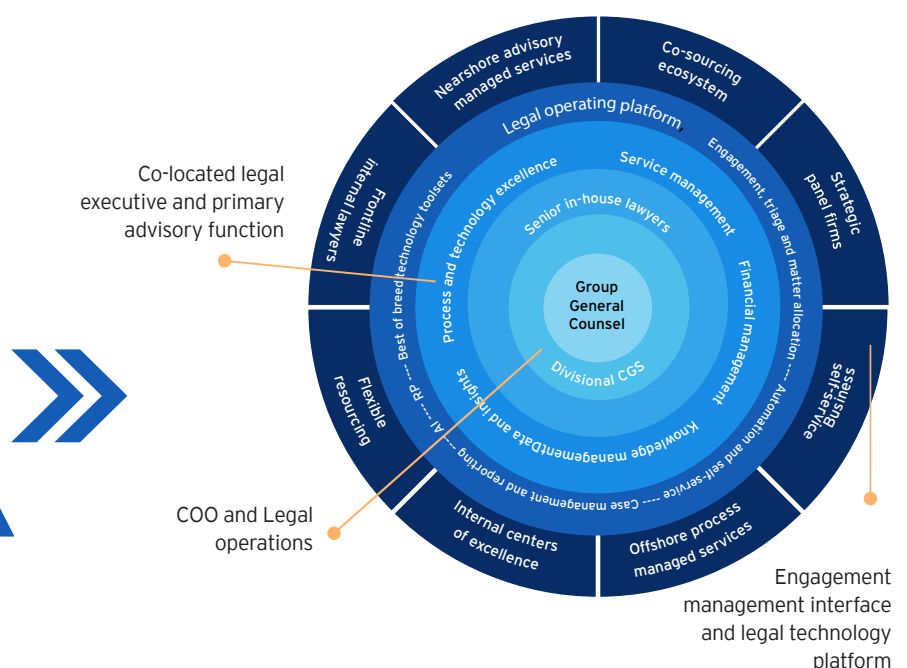 Nearshore advisory
managed services
Co-sourcing
ecosystem
Strategic
panel firms
Business
self-service
Offshore process
managed services
Internal centers
of excellence
Flexible
resourcing
Frontline
internal lawyers
Legal operating platform,
Engagement, triage and matter allocation ---- Automation and self-service ---- Case management ---- reporting and management ---- AI ---- RP ---- Best of breed technology toolsets
Process and technology excellence
Service management
Financial management
Knowledge management
Data and insights
Senior in-house lawyers
Divisional CGS
Group
General
Counsel
Co-located legal
executive and primary
advisory function
COO and Legal
operations
Engagement
management interface
and legal technology
platform